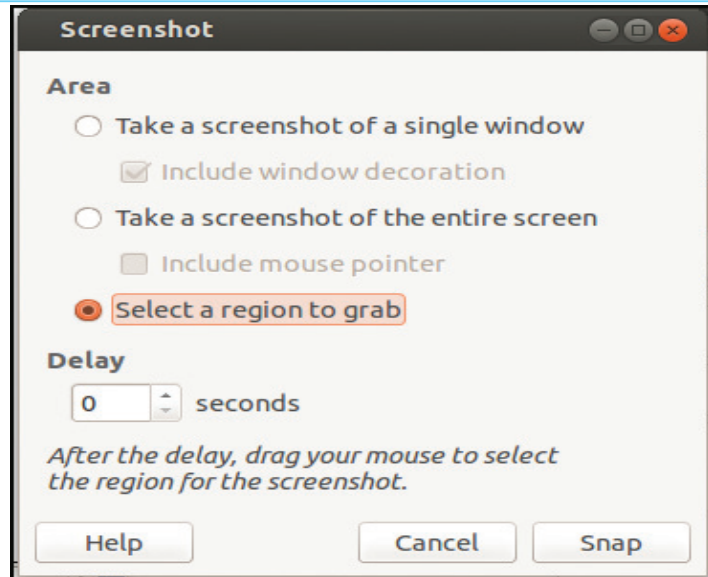 Screenshot
Area
Take a screenshot of a single window
Include window decoration
Take a screenshot of the entire screen
Include mouse pointer
Select a region to grab
Delay
0 seconds
After the delay, drag your mouse to select
the region for the screenshot.
Help Cancel Snap